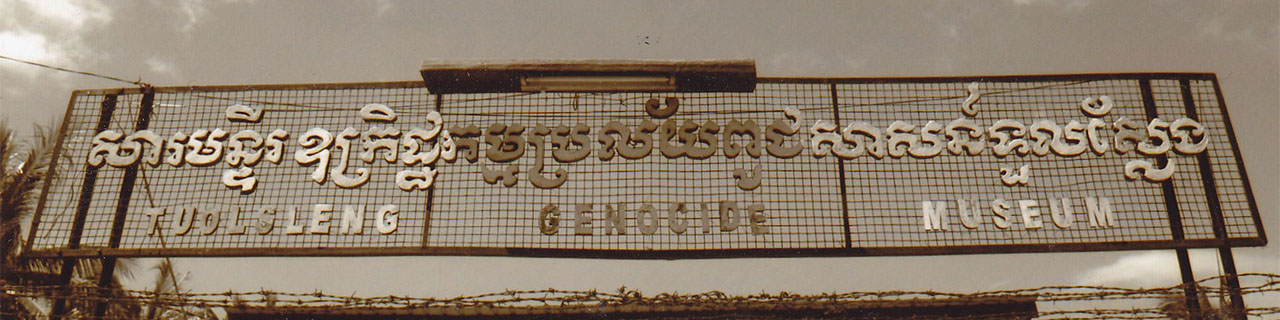 សារមន្ទីរ ឧក្រិដ្ឋកម្មប្រល័យពូជសាសន៍ទួលស្លែង
TUOLSLENG GENOCIDE MUSEUM